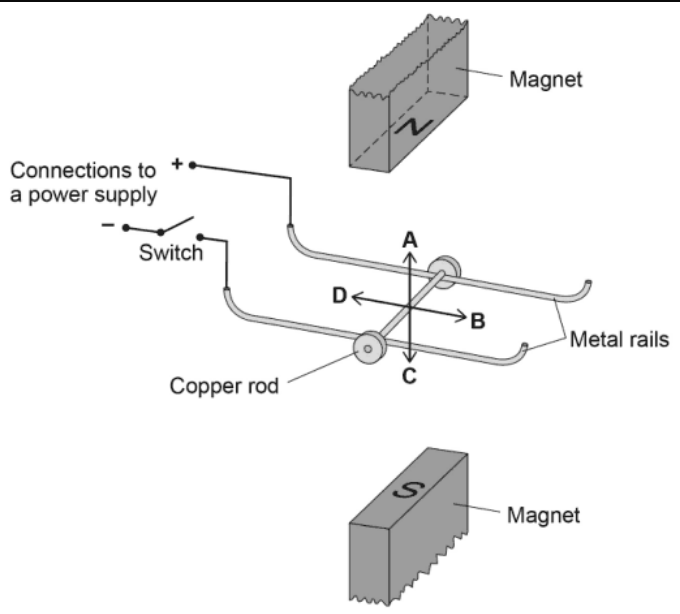 Magnet
N
Connections to
a power supply
+
–
Switch
A
D
B
C
Metal rails
Copper rod
S
Magnet